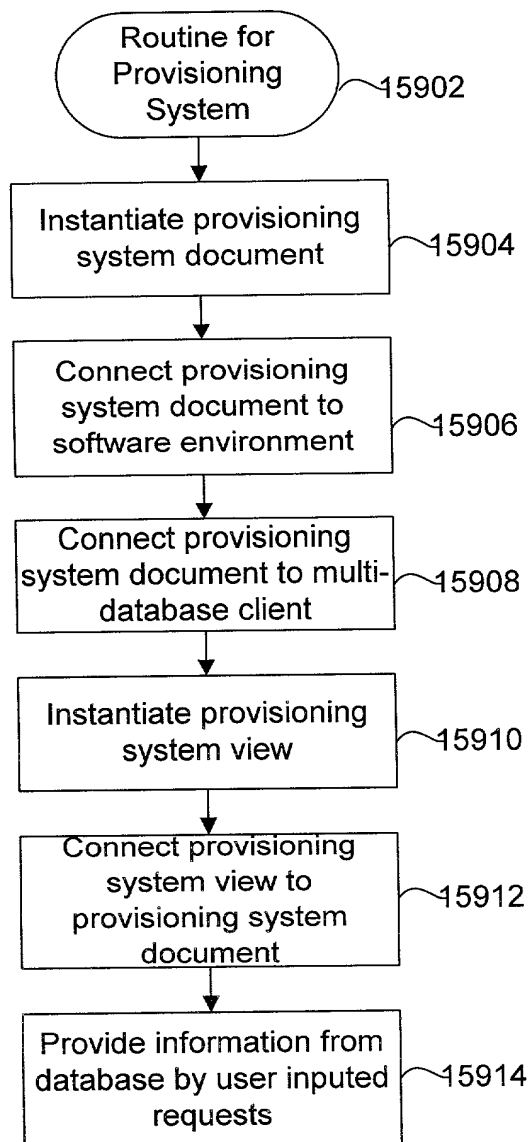 Routine for
Provisioning
System
15902
Instantiate provisioning
system document
15904
Connect provisioning
system document to
software environment
15906
Connect provisioning
system document to multi-
database client
15908
Instantiate provisioning
system view
15910
Connect provisioning
system view to
provisioning system
document
15912
Provide information from
database by user inputed
requests
15914